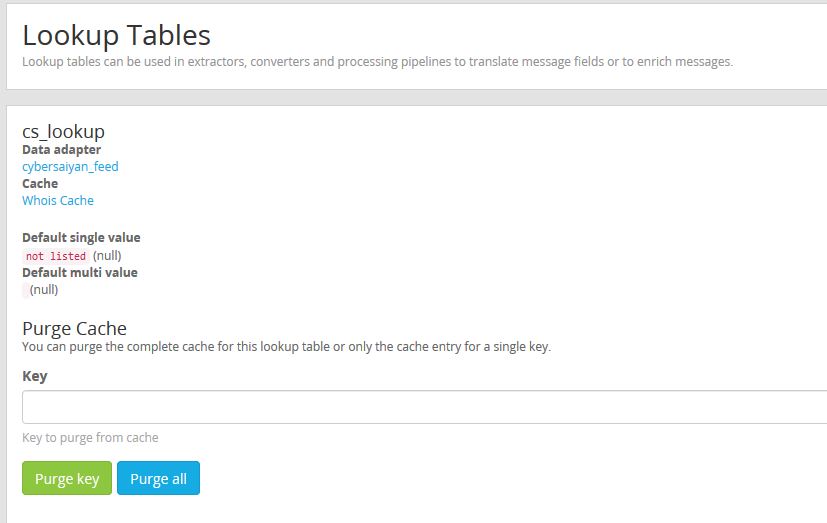 Lookup Tables
Lookup tables can be used in extractors, converters and processing pipelines to translate message fields or to enrich messages.
cs_lookup
Data adapter
cybersaiyan_feed
Cache
Whois Cache
Default single value
not listed (null)
Default multi value
(null)
Purge Cache
You can purge the complete cache for this lookup table or only the cache entry for a single key.
Key
Key to purge from cache
Purge key Purge all